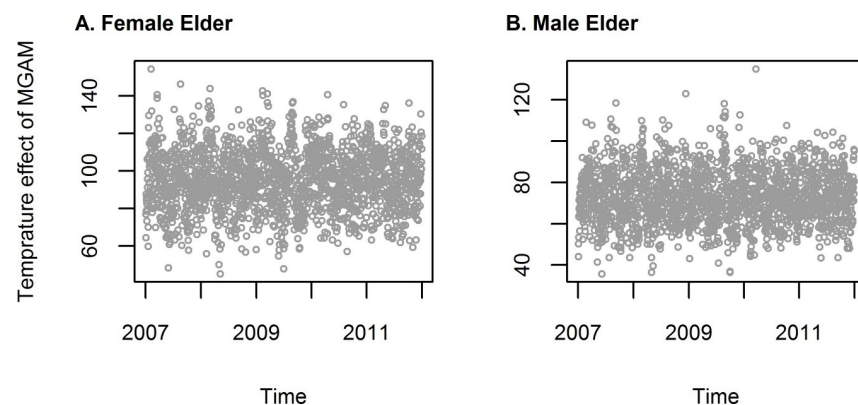 A. Female Elder
B. Male Elder
Temprature effect of MGAM
140
100
60
120
80
40
2007 2009 2011
2007 2009 2011
Time
Time